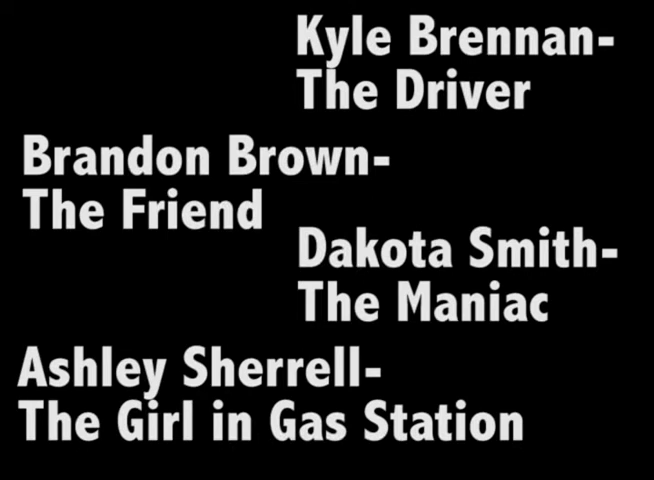 Kyle Brennan-
The Driver
Brandon Brown-
The Friend
Dakota Smith-
The Maniac
Ashley Sherrell-
The Girl in Gas Station